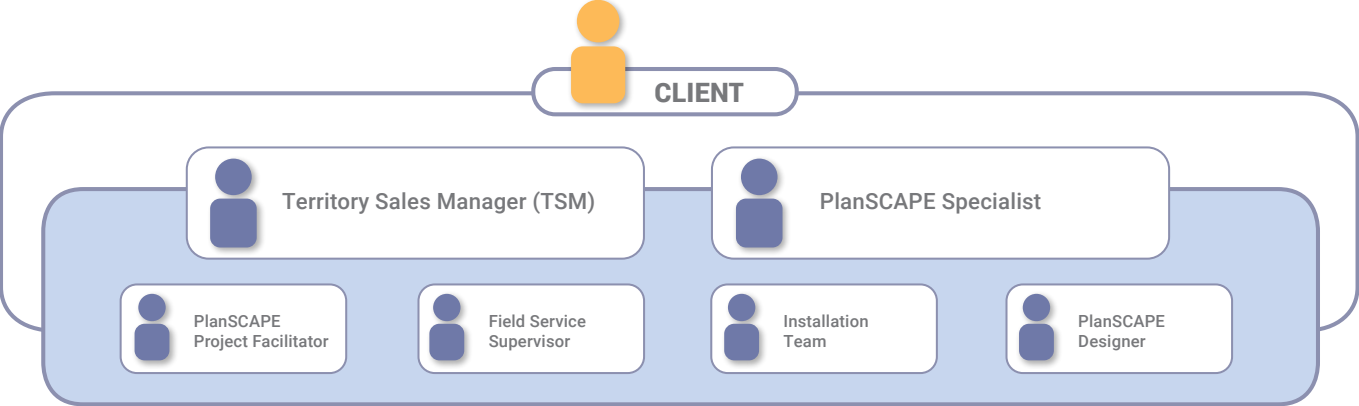 CLIENT
Territory Sales Manager (TSM)
PlanSCAPE Specialist
PlanSCAPE
Project Facilitator
Field Service
Supervisor
Installation
Team
PlanSCAPE
Designer